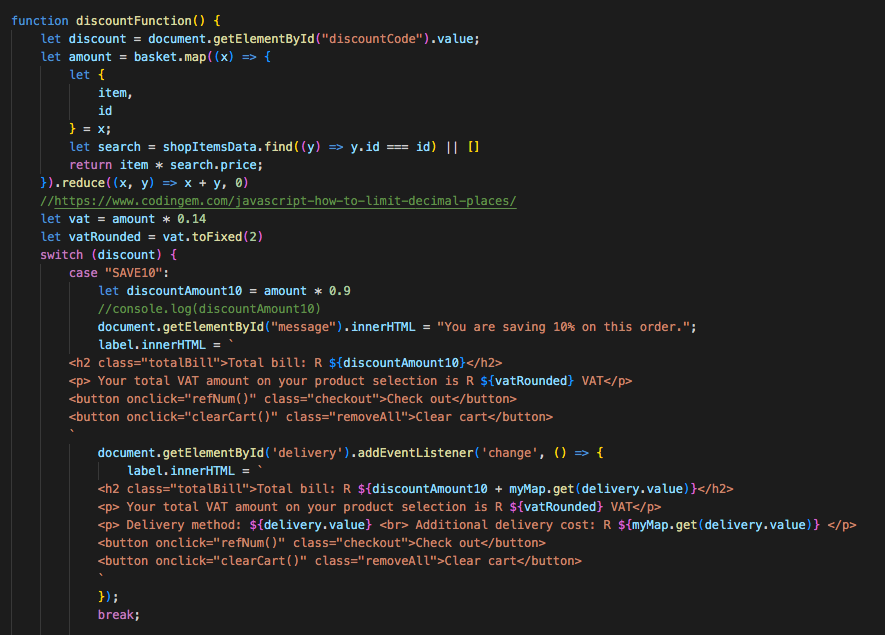 function discountFunction() {
let discount = document.getElementById("discountCode").value;
let amount = basket.map((x) => {
let {
item,
id
} = x;
let search = shopItemsData.find((y) => y.id === id) || []
return item * search.price;
}).reduce((x, y) => x + y, 0)
//https://www.codingem.com/javascript-how-to-limit-decimal-places/
let vat = amount * 0.14
let vatRounded = vat.toFixed(2)
switch (discount) {
case "SAVE10":
let discountAmount10 = amount * 0.9
//console.log(discountAmount10)
document.getElementById("message").innerHTML = "You are saving 10% on this order.";
label.innerHTML = `
<h2 class="totalBill">Total bill: R ${discountAmount10}</h2>
<p> Your total VAT amount on your product selection is R ${vatRounded} VAT</p>
<button onclick="refNum()" class="checkout">Check out</button>
<button onclick="clearCart()" class="removeAll">Clear cart</button>
`
document.getElementById('delivery').addEventListener('change', () => {
label.innerHTML = `
<h2 class="totalBill">Total bill: R ${discountAmount10 + myMap.get(delivery.value)}</h2>
<p> Your total VAT amount on your product selection is R ${vatRounded} VAT</p>
<p> Delivery method: ${delivery.value} <br> Additional delivery cost: R ${myMap.get(delivery.value)} </p>
<button onclick="refNum()" class="checkout">Check out</button>
<button onclick="clearCart()" class="removeAll">Clear cart</button>
`
});
break;